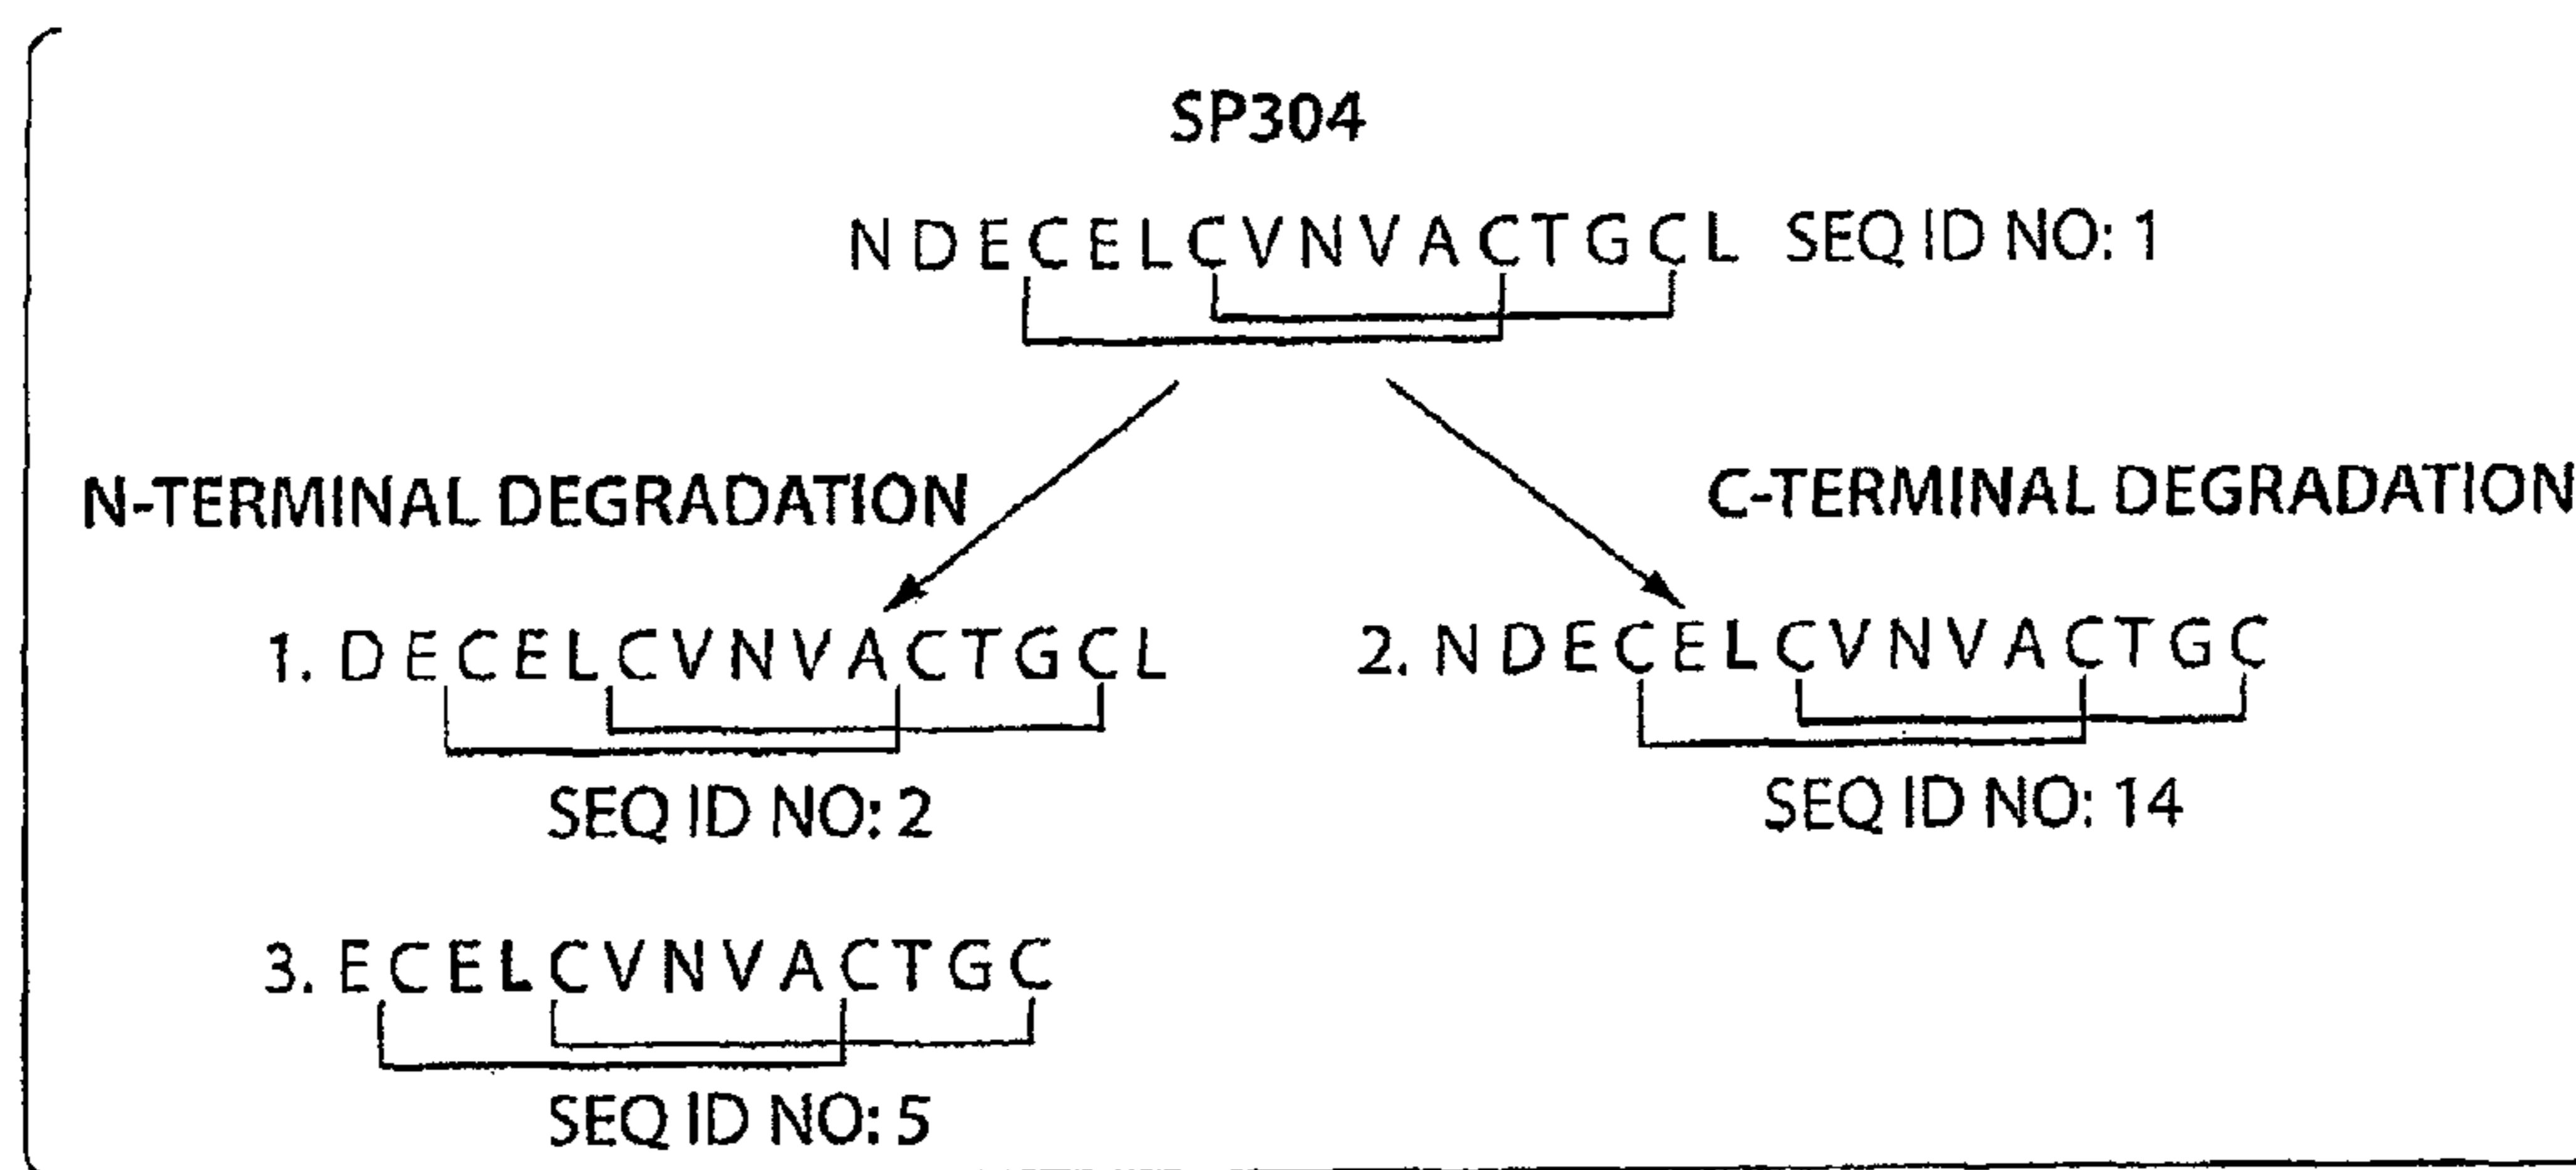 SP304
N D E C E L C V N V A C T G C L SEQ ID NO: 1
N-TERMINAL DEGRADATION
C-TERMINAL DEGRADATION
1. D E C E L C V N V A C T G C L
2. N D E C E L C V N V A C T G C
SEQ ID NO: 2
SEQ ID NO: 14
3. E C E L C V N V A C T G C
SEQ ID NO: 5